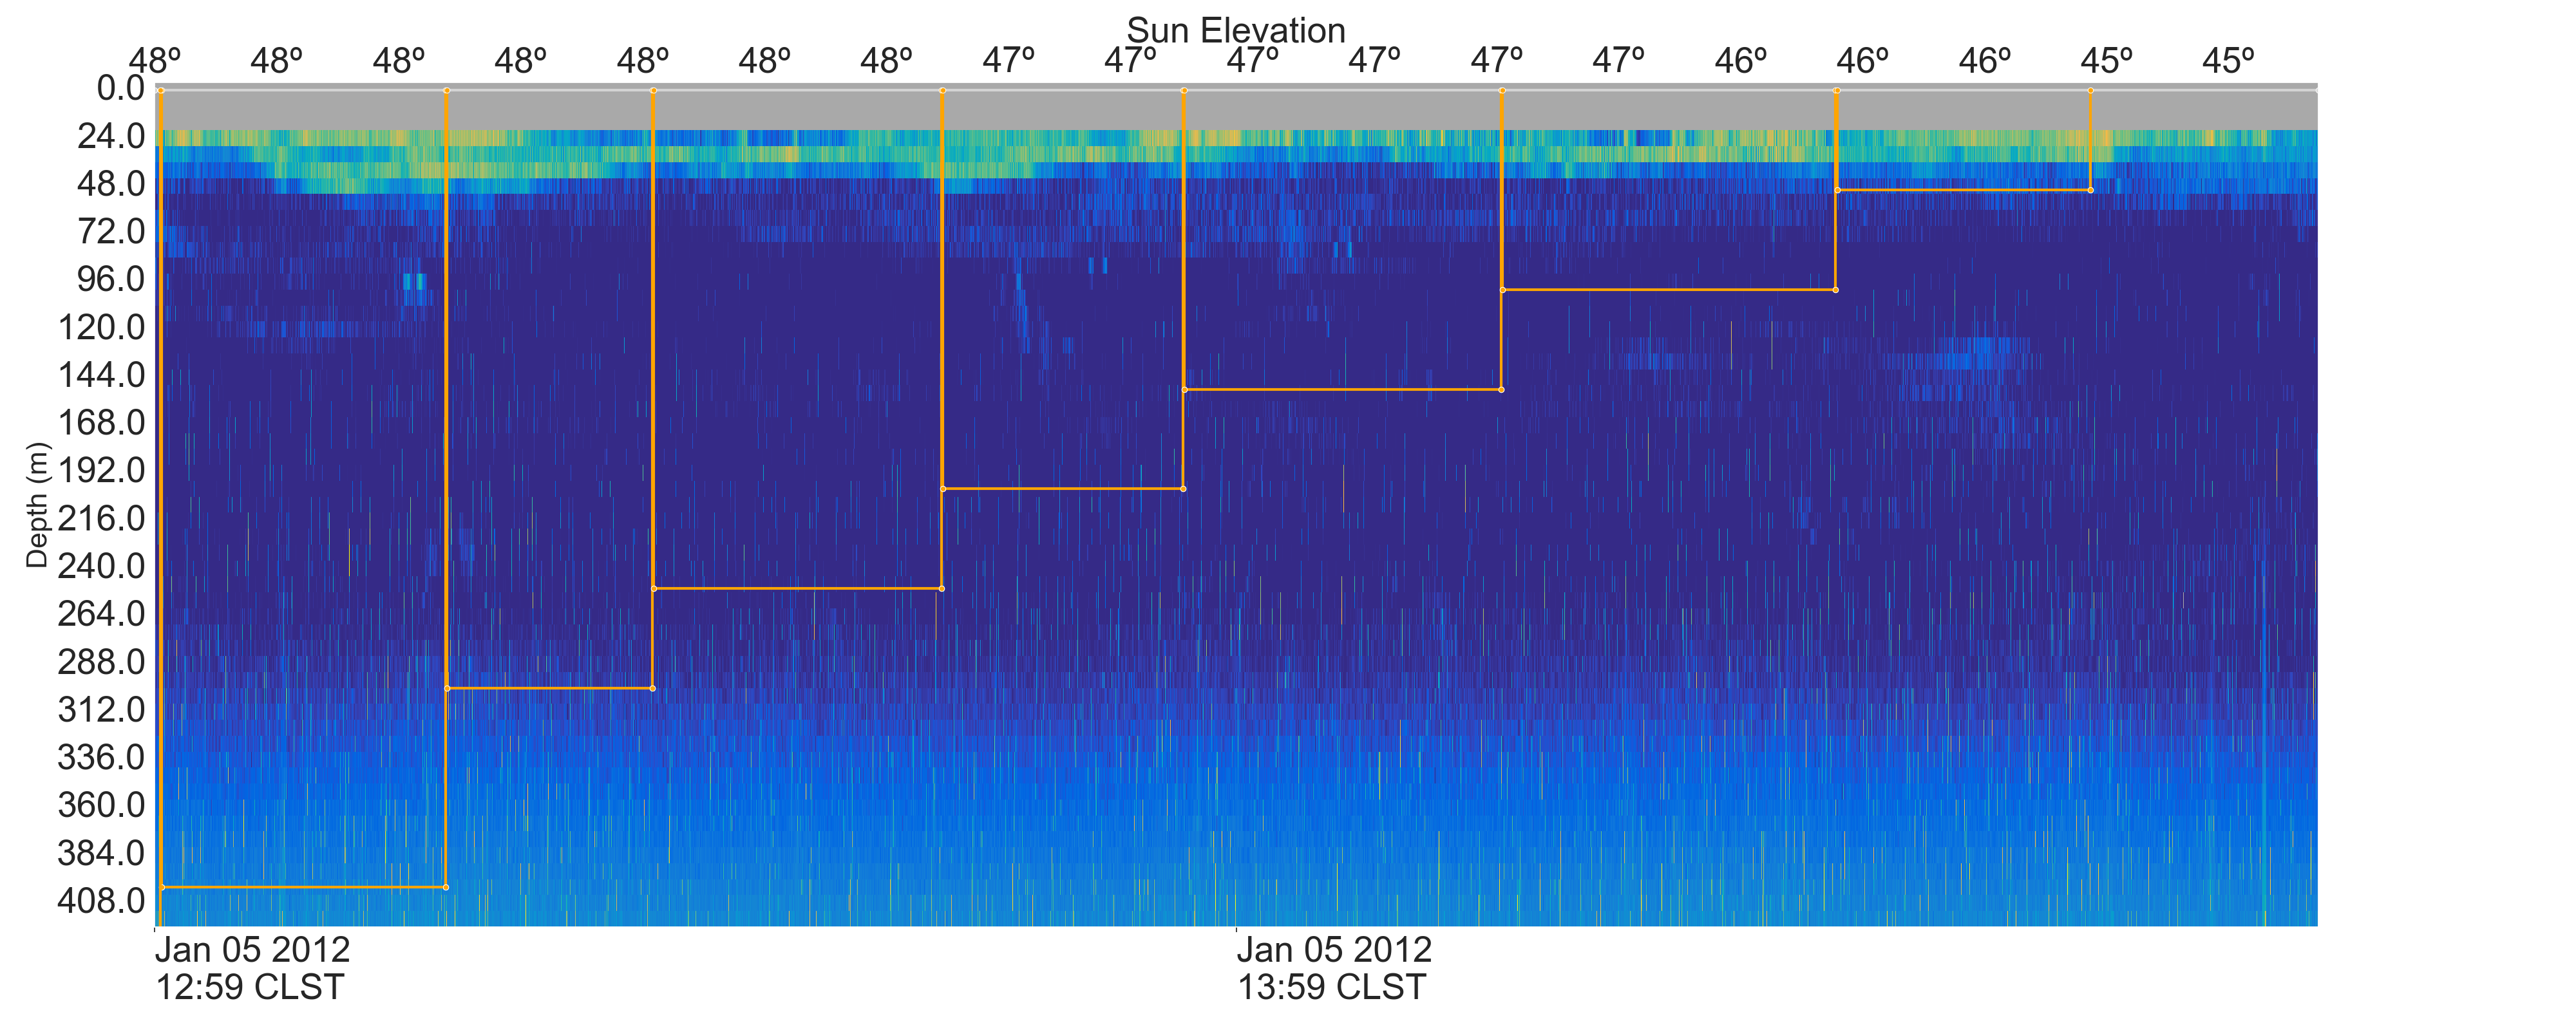 Sun Elevation
48º 48º 48º 48º 48º 48º 48º 47º 47º 47º 47º 47º 47º 46º 46º 46º 45º 45º
0.0
24.0
48.0
72.0
96.0
120.0
144.0
168.0
192.0
216.0
240.0
264.0
288.0
312.0
336.0
360.0
384.0
408.0
Depth (m)
Jan 05 2012
12:59 CLST
Jan 05 2012
13:59 CLST